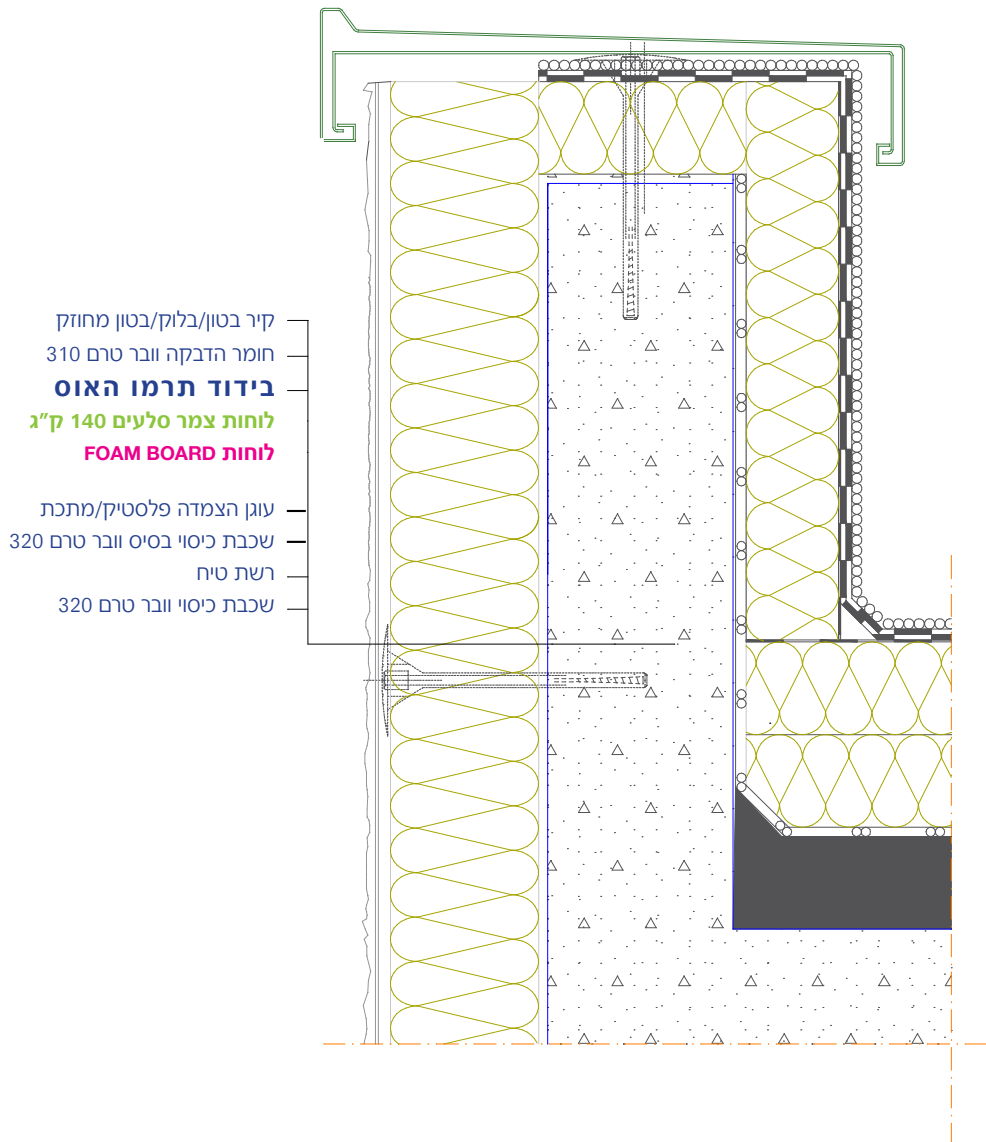 קיר בטון/בלוק/בטון מחוזק
חומר הדבקה וובר טרם 310
בידוד תרמו האוס
לוחות צמר סלעים 140 ק"ג
לוחות FOAM BOARD
עוגן הצמדה פלסטיק/מתכת
שכבת כיסוי בסיס וובר טרם 320
רשת טיח
שכבת כיסוי וובר טרם 320